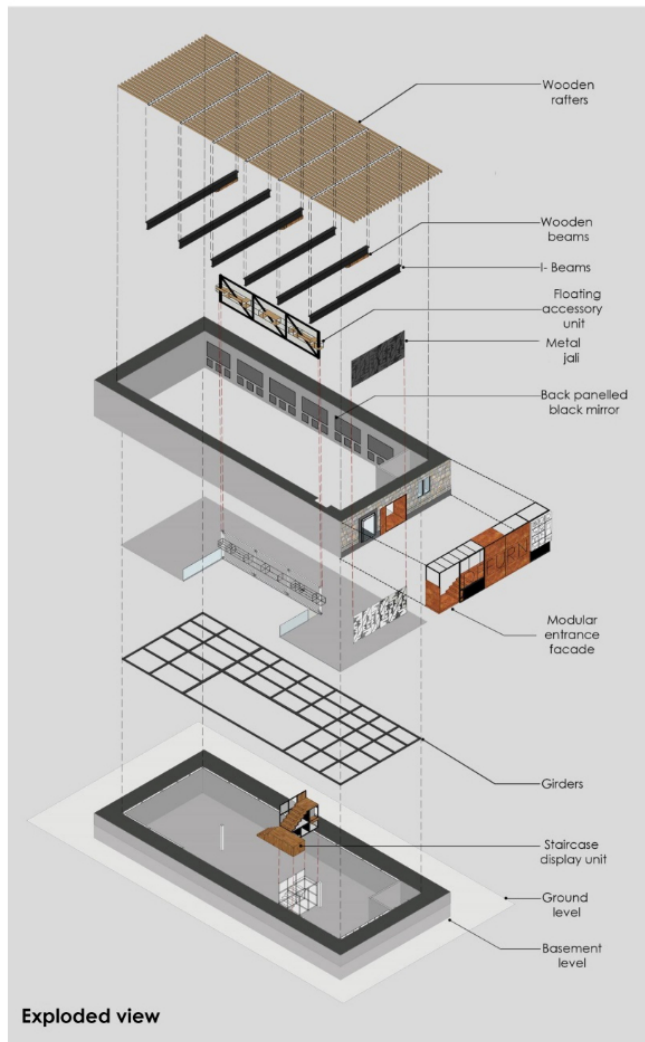 Wooden
rafters
Wooden
beams
I- Beams
Floating
accessory
unit
Metal
jali
Back panelled
black mirror
FURN
Modular
entrance
facade
Girders
Staircase
display unit
Ground
level
Basement
level
Exploded view